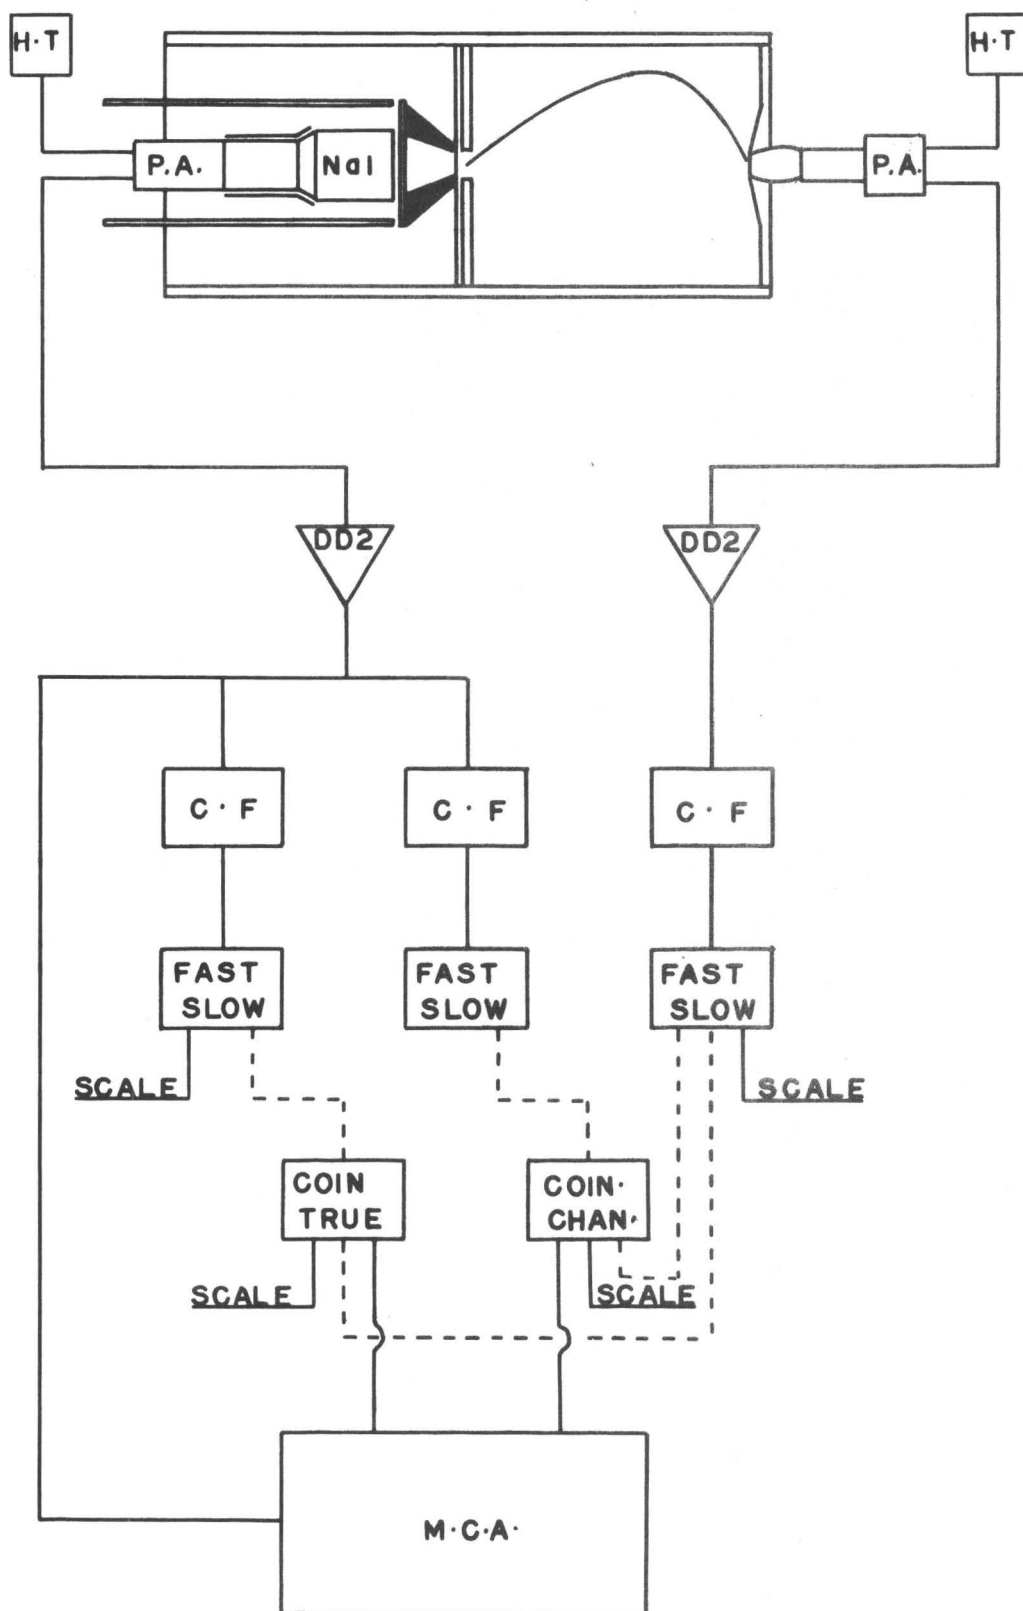 H·T
H·T
P.A.
NaI
P.A.
DD2
DD2
C·F
C·F
C·F
FAST
SLOW
FAST
SLOW
FAST
SLOW
SCALE
SCALE
COIN
TRUE
COIN·
CHAN.
SCALE
SCALE
M·C·A·